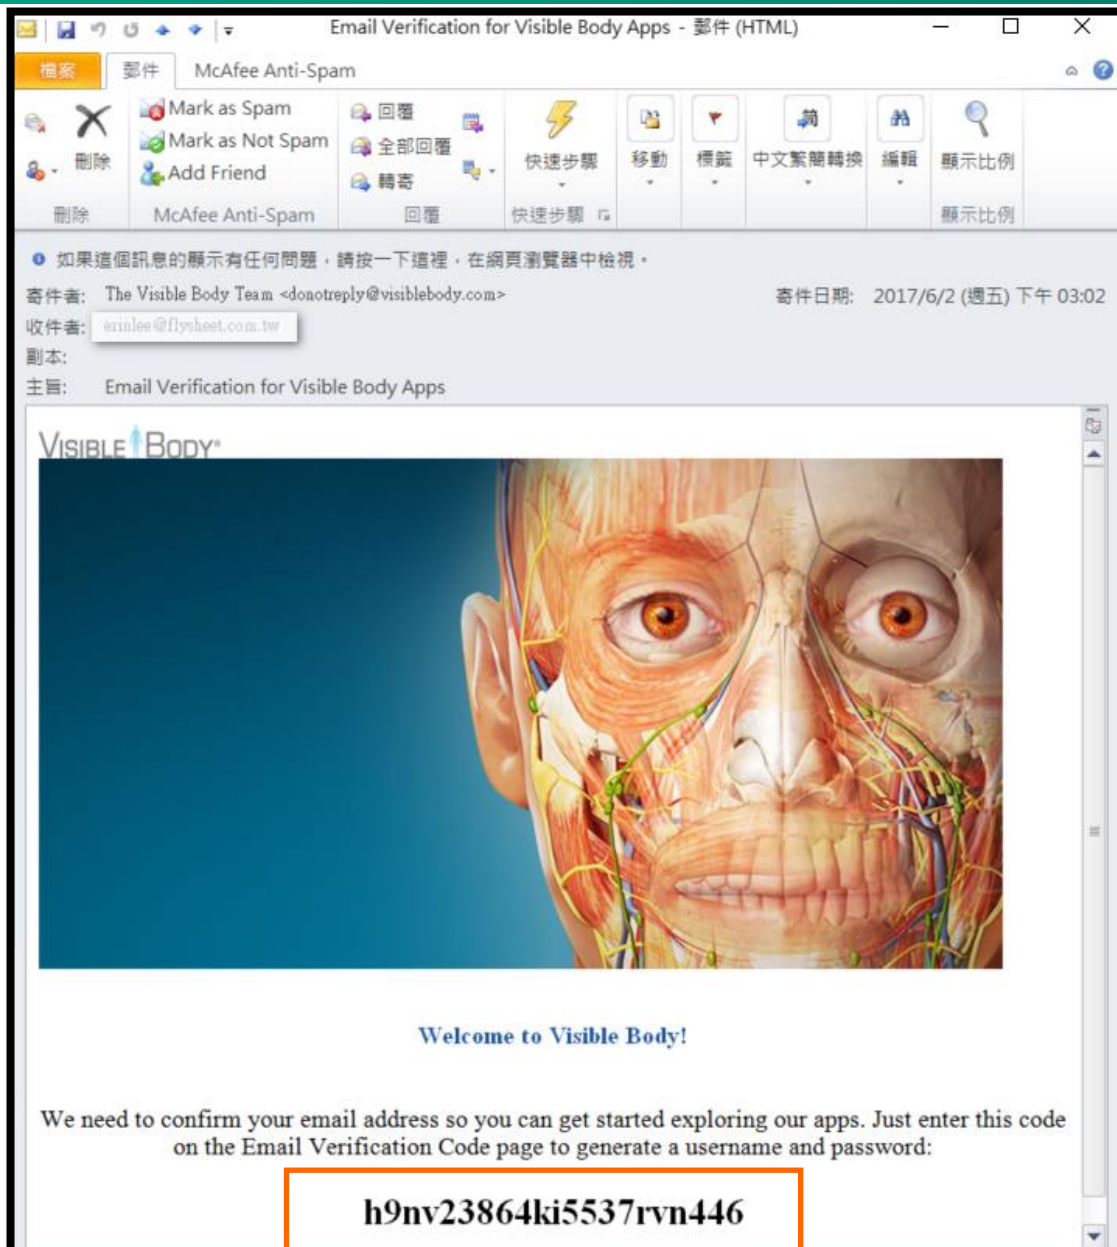 Email Verification for Visible Body Apps - 郵件 (HTML)
檔案 郵件 McAfee Anti-Spam
刪除
Mark as Spam
Mark as Not Spam
Add Friend
回覆
全部回覆
轉寄
快速步驟
移動
標籤
中文繁簡轉換
編輯
顯示比例
刪除 McAfee Anti-Spam 回覆 快速步驟 顯示比例
如果這個訊息的顯示有任何問題，請按一下這裡，在網頁瀏覽器中檢視。
寄件者: The Visible Body Team <donotreply@visiblebody.com> 寄件日期: 2017/6/2 (週五) 下午 03:02
收件者: erinlee@flysheet.com.tw
副本:
主旨: Email Verification for Visible Body Apps
VISIBLE BODY®
Welcome to Visible Body!
We need to confirm your email address so you can get started exploring our apps. Just enter this code
on the Email Verification Code page to generate a username and password:
h9nv23864ki5537rvn446